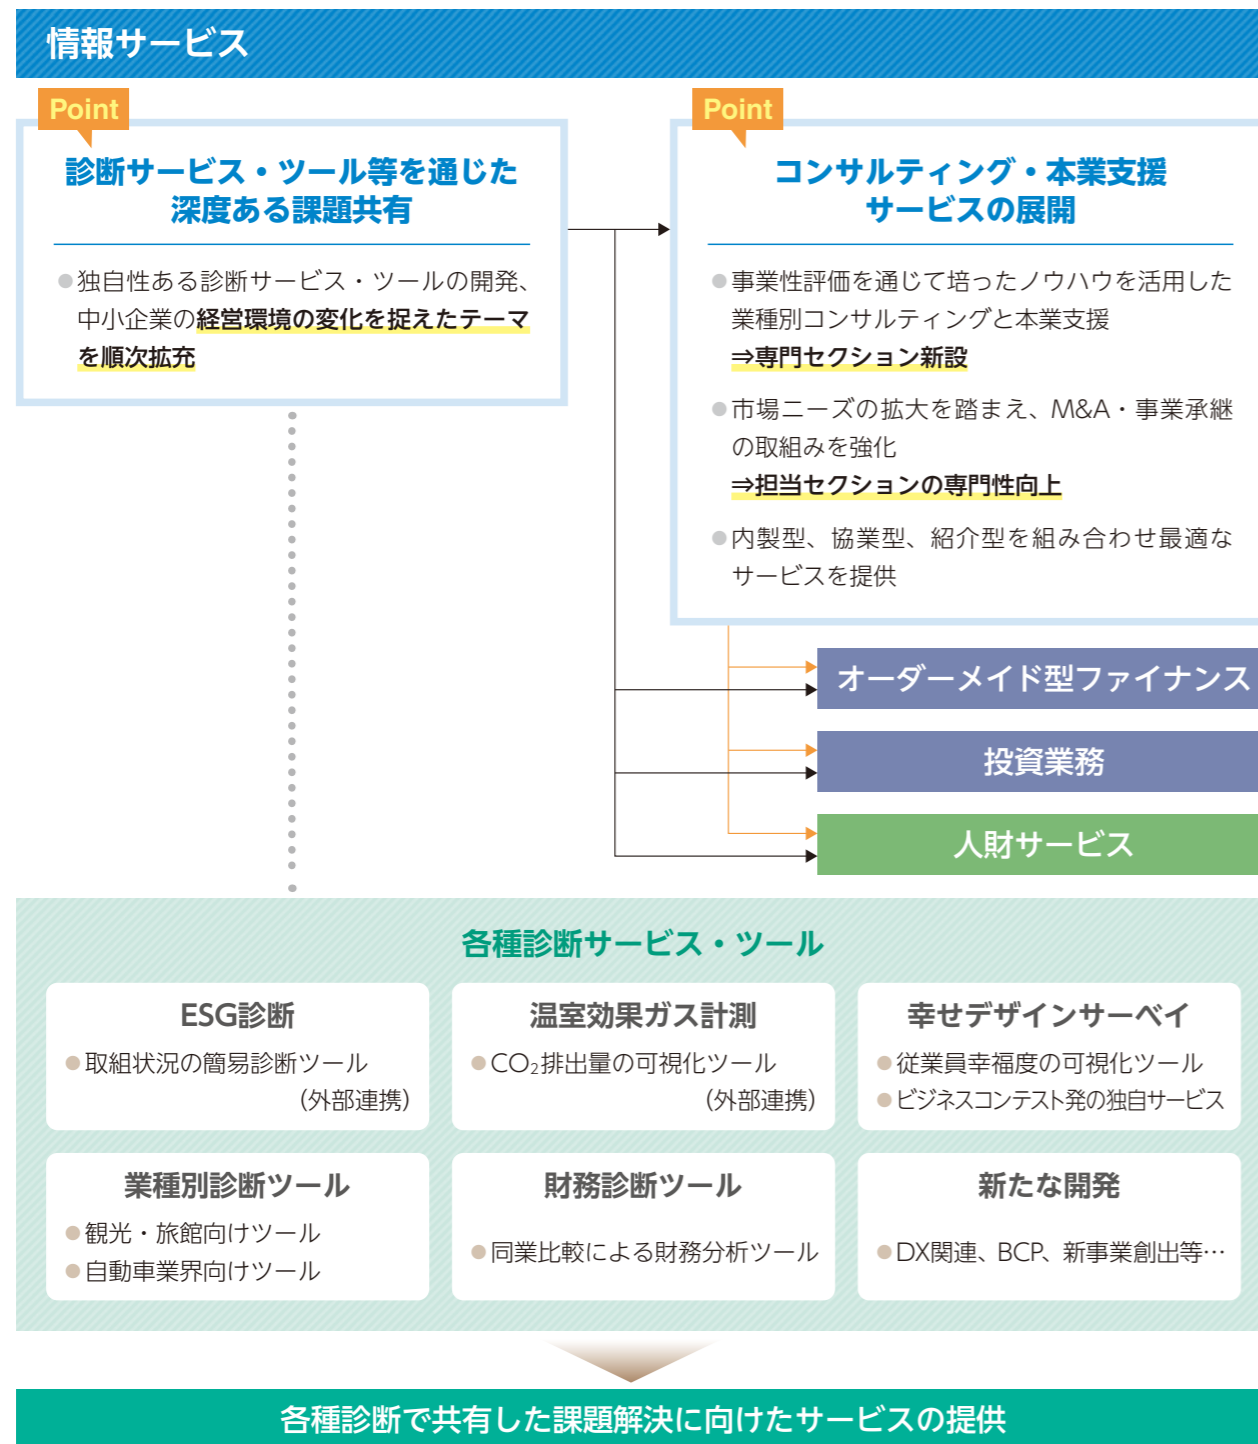 情報サービス
Point
診断サービス・ツール等を通じた
深度ある課題共有
●独自性ある診断サービス・ツールの開発、
中小企業の経営環境の変化を捉えたテーマ
を順次拡充
Point
コンサルティング・本業支援
サービスの展開
●事業性評価を通じて培ったノウハウを活用した
業種別コンサルティングと本業支援
⇒専門セクション新設
●市場ニーズの拡大を踏まえ、M&A・事業承継
の取組みを強化
⇒担当セクションの専門性向上
●内製型、協業型、紹介型を組み合わせ最適な
サービスを提供
オーダーメイド型ファイナンス
投資業務
人財サービス
各種診断サービス・ツール
ESG診断
●取組状況の簡易診断ツール
（外部連携）
温室効果ガス計測
●CO₂排出量の可視化ツール
（外部連携）
幸せデザインサーベイ
●従業員幸福度の可視化ツール
●ビジネスコンテスト発の独自サービス
業種別診断ツール
●観光・旅館向けツール
●自動車業界向けツール
財務診断ツール
●同業比較による財務分析ツール
新たな開発
●DX関連、BCP、新事業創出等…
各種診断で共有した課題解決に向けたサービスの提供